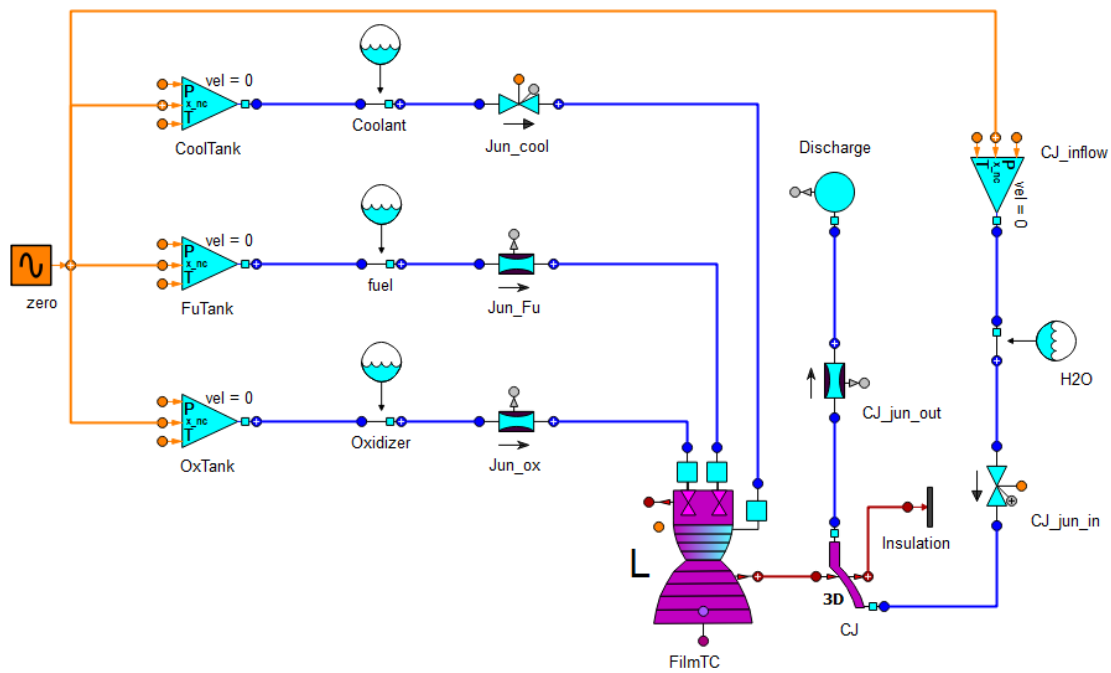 vel = 0
P
x_nc
T
CoolTank
Coolant
Jun_cool
Discharge
CJ_inflow
P
x_nc
T
vel = 0
zero
vel = 0
P
x_nc
T
FuTank
fuel
Jun_Fu
H2O
vel = 0
P
x_nc
T
OxTank
Oxidizer
Jun_ox
CJ_jun_out
CJ_jun_in
Insulation
L
3D
CJ
FilmTC